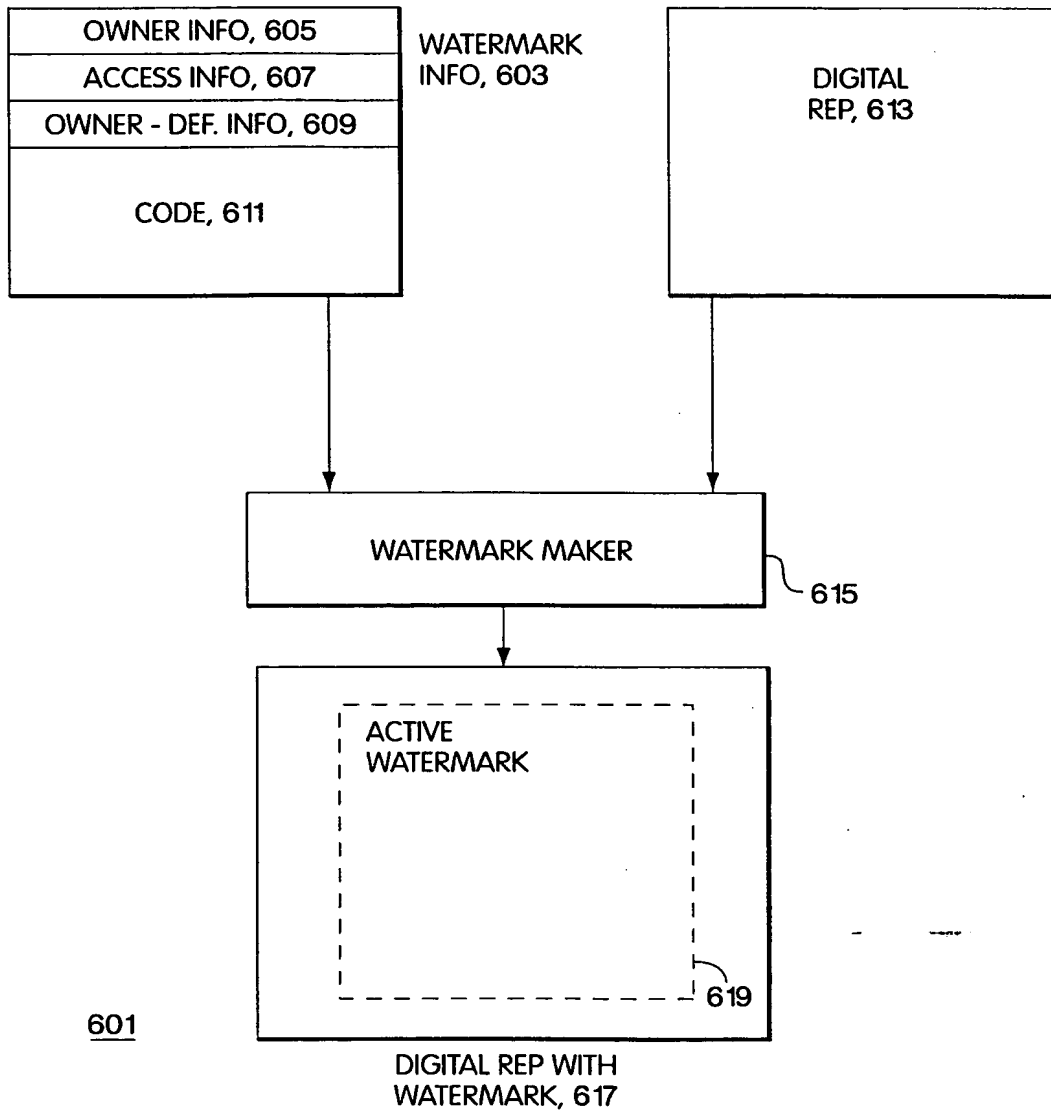 OWNER INFO, 605
ACCESS INFO, 607
OWNER - DEF. INFO, 609
CODE, 611
WATERMARK
INFO, 603
DIGITAL
REP, 613
WATERMARK MAKER
615
ACTIVE
WATERMARK
619
601
DIGITAL REP WITH
WATERMARK, 617